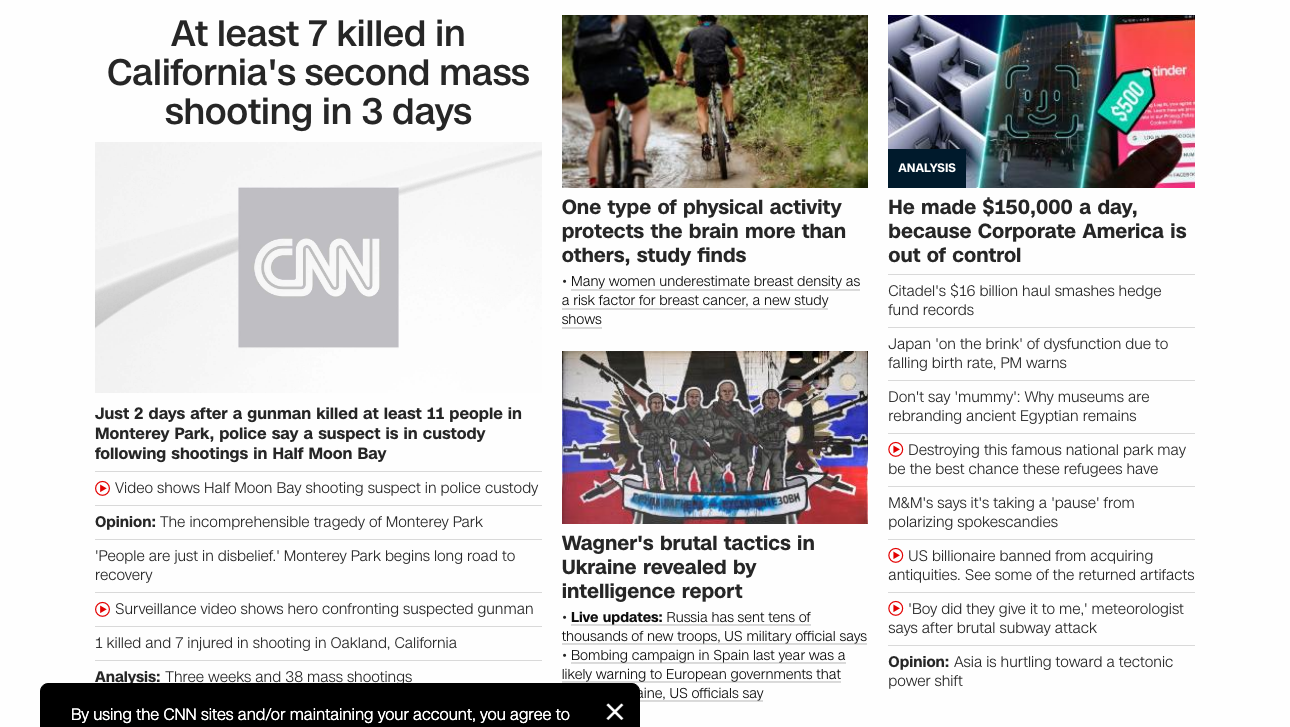 At least 7 killed in
California's second mass
shooting in 3 days
CNN
Just 2 days after a gunman killed at least 11 people in
Monterey Park, police say a suspect is in custody
following shootings in Half Moon Bay
Video shows Half Moon Bay shooting suspect in police custody
Opinion: The incomprehensible tragedy of Monterey Park
'People are just in disbelief.' Monterey Park begins long road to
recovery
Surveillance video shows hero confronting suspected gunman
1 killed and 7 injured in shooting in Oakland, California
Analysis: Three weeks and 38 mass shootings
By using the CNN sites and/or maintaining your account, you agree to
One type of physical activity
protects the brain more than
others, study finds
• Many women underestimate breast density as
a risk factor for breast cancer, a new study
shows
Wagner's brutal tactics in
Ukraine revealed by
intelligence report
• Live updates: Russia has sent tens of
thousands of new troops, US military official says
• Bombing campaign in Spain last year was a
likely warning to European governments that
aine, US officials say
tinder
$500
ANALYSIS
He made $150,000 a day,
because Corporate America is
out of control
Citadel's $16 billion haul smashes hedge
fund records
Japan 'on the brink' of dysfunction due to
falling birth rate, PM warns
Don't say 'mummy': Why museums are
rebranding ancient Egyptian remains
Destroying this famous national park may
be the best chance these refugees have
M&M's says it's taking a 'pause' from
polarizing spokescandies
US billionaire banned from acquiring
antiquities. See some of the returned artifacts
'Boy did they give it to me,' meteorologist
says after brutal subway attack
Opinion: Asia is hurtling toward a tectonic
power shift